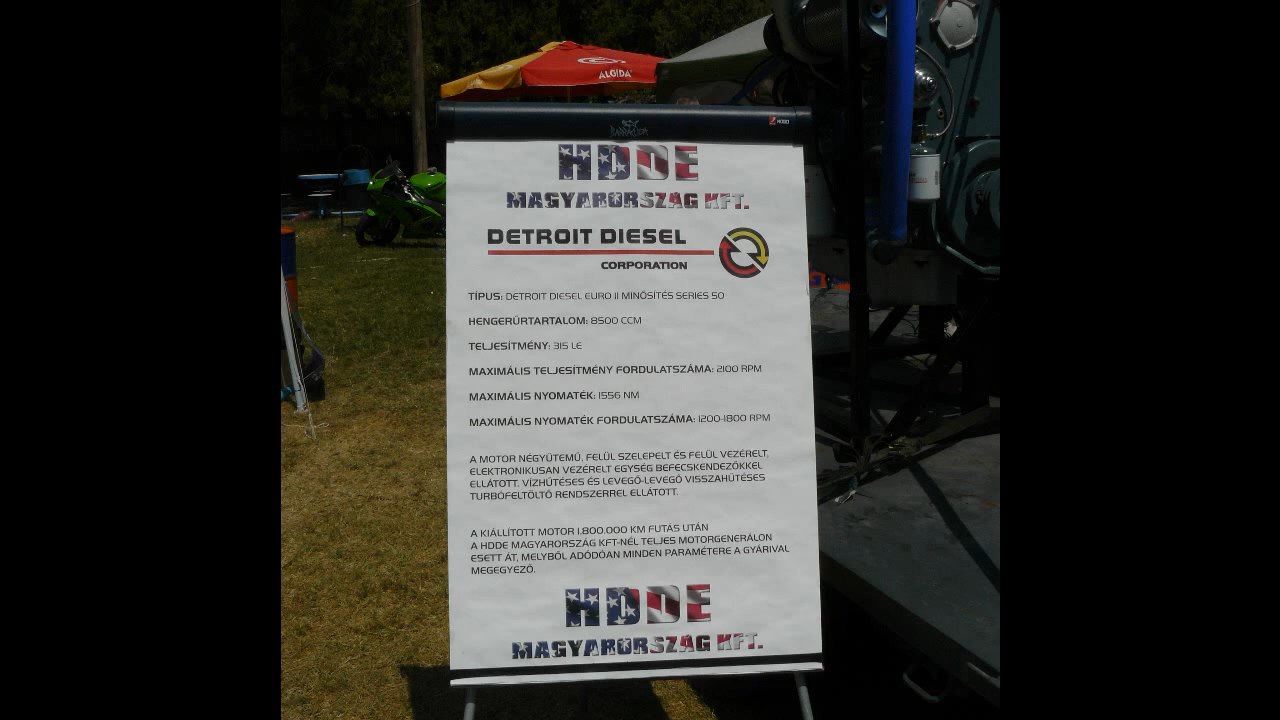 ALGIDA
NOBO
BARRACUDA
HDDE
MAGYARORSZÁG KFT.
DETROIT DIESEL
CORPORATION
TÍPUS: DETROIT DIESEL EURO II MINŐSÍTÉS SERIES 50
HENGERŰRTARTALOM: 8500 CCM
TELJESÍTMÉNY: 315 LE
MAXIMÁLIS TELJESÍTMÉNY FORDULATSZÁMA: 2100 RPM
MAXIMÁLIS NYOMATÉK: 1556 NM
MAXIMÁLIS NYOMATÉK FORDULATSZÁMA: 1200-1800 RPM
A MOTOR NÉGYÜTEMŰ, FELÜL SZELEPELT ÉS FELÜL VEZÉRELT,
ELEKTRONIKUSAN VEZÉRELT EGYSÉG BEFECSKENDEZŐKKEL
ELLÁTOTT. VÍZHŰTÉSES ÉS LEVEGŐ-LEVEGŐ VISSZAHŰTÉSES
TURBÓFELTÖLTŐ RENDSZERREL ELLÁTOTT.
A KIÁLLÍTOTT MOTOR 1.800.000 KM FUTÁS UTÁN
A HDDE MAGYARORSZÁG KFT-NÉL TELJES MOTORGENERÁLON
ESETT ÁT, MELYBŐL ADÓDÓAN MINDEN PARAMÉTERE A GYÁRIVAL
MEGEGYEZŐ.
HDDE
MAGYARORSZÁG KFT.